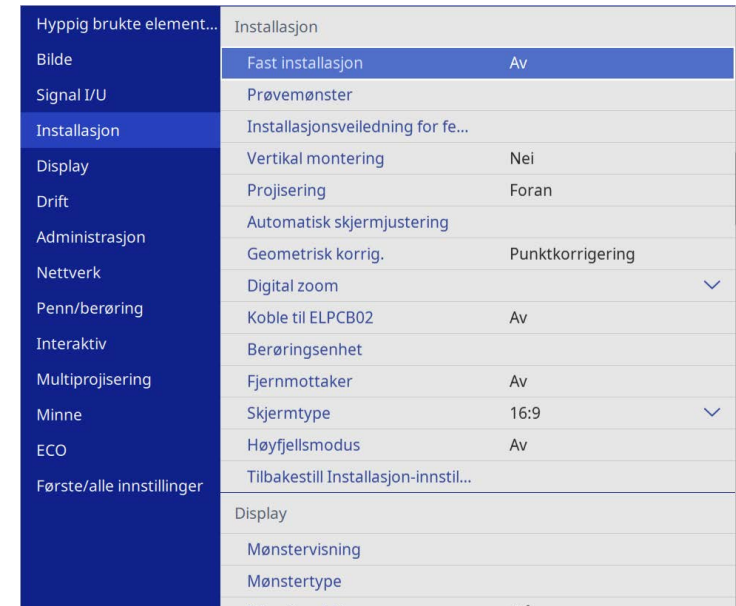 Hyppig brukte element...
Bilde
Signal I/U
Installasjon
Display
Drift
Administrasjon
Nettverk
Penn/berøring
Interaktiv
Multiprojisering
Minne
ECO
Første/alle innstillinger
Installasjon
Fast installasjon Av
Prøvemønster
Installasjonsveiledning for fe...
Vertikal montering Nei
Projisering Foran
Automatisk skjermjustering
Geometrisk korrig. Punktkorrigering
Digital zoom
Koble til ELPCB02 Av
Berøringsenhet
Fjernmottaker Av
Skjermtype 16:9
Høyfjellsmodus Av
Tilbakestill Installasjon-innstil...
Display
Mønstervisning
Mønstertype